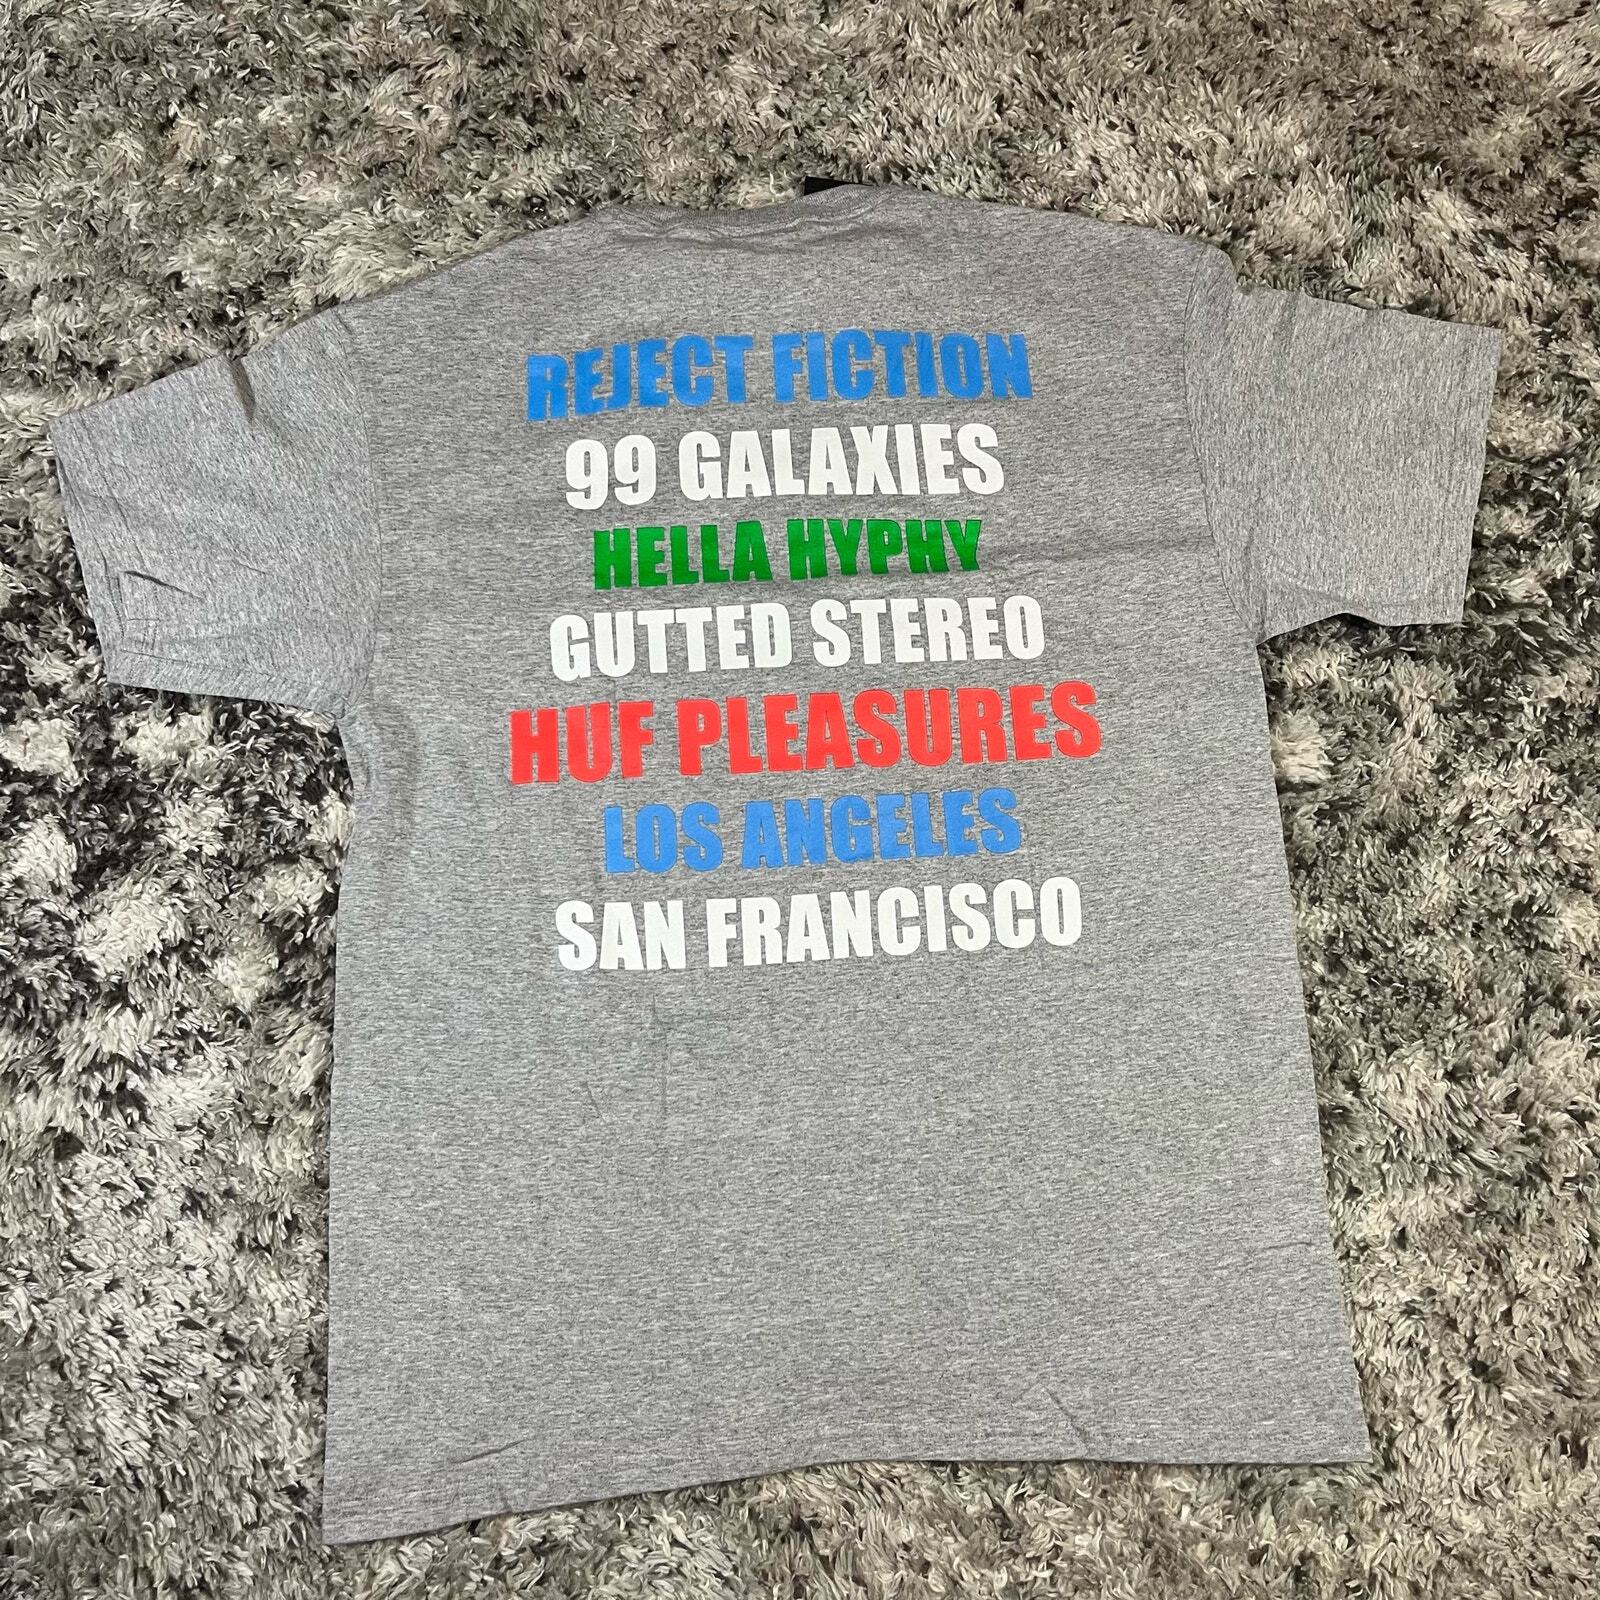 REJECT FICTION
99 GALAXIES
HELLA HYPHY
GUTTED STEREO
HUF PLEASURES
LOS ANGELES
SAN FRANCISCO